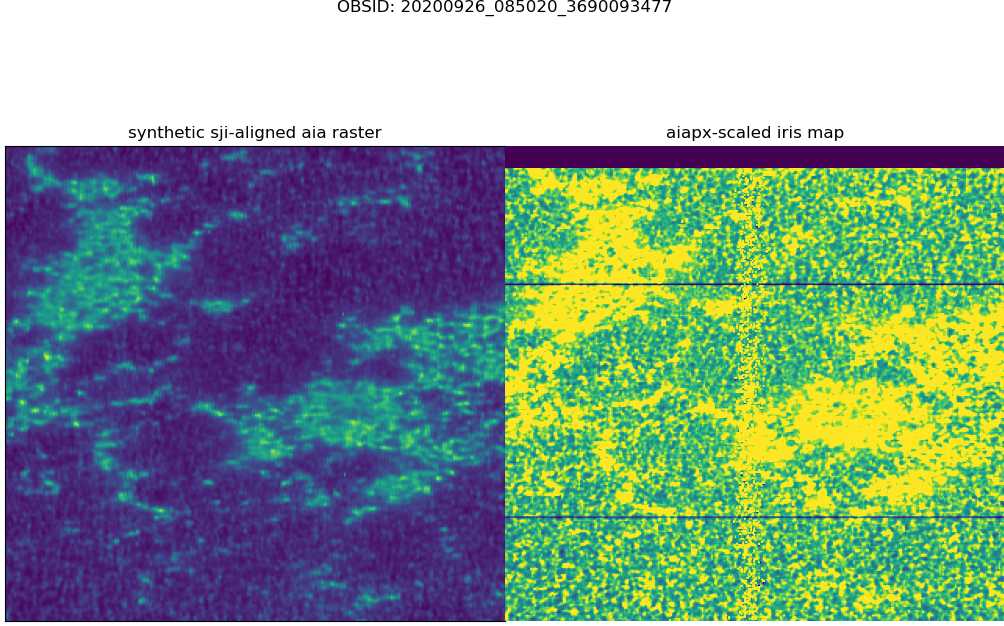 OBSID: 20200926_085020_3690093477
synthetic sji-aligned aia raster
aiapx-scaled iris map